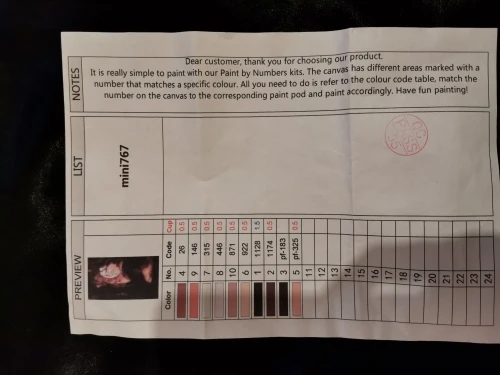 NOTES
Dear customer, thank you for choosing our product.
It is really simple to paint with our Paint by Numbers kits. The canvas has different areas marked with a
number that matches a specific colour. All you need to do is refer to the colour code table, match the
number on the canvas to the corresponding paint pod and paint accordingly. Have fun painting!
LIST
mini767
PREVIEW
Color No. Code Cup
4 26 0.5
9 146 0.5
7 315 0.5
8 446 0.5
10 871 0.5
6 922 0.5
1 1128 1.5
2 1174 0.5
3 pf-183
5 pf-325 0.5
11
12
13
14
15
16
17
18
19
20
21
22
23
24